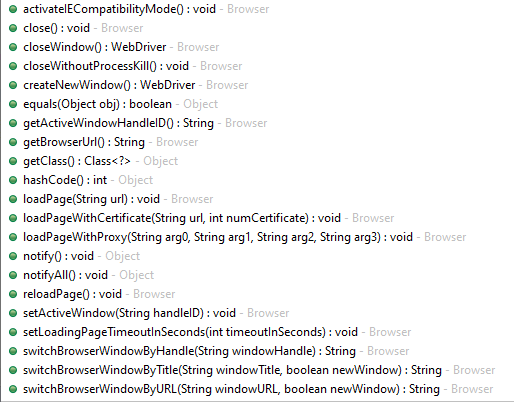 activateIECompatibilityMode() : void - Browser
close() : void - Browser
closeWindow() : WebDriver - Browser
closeWithoutProcessKill() : void - Browser
createNewWindow() : WebDriver - Browser
equals(Object obj) : boolean - Object
getActiveWindowHandleID() : String - Browser
getBrowserUrl() : String - Browser
getClass() : Class<?> - Object
hashCode() : int - Object
loadPage(String url) : void - Browser
loadPageWithCertificate(String url, int numCertificate) : void - Browser
loadPageWithProxy(String arg0, String arg1, String arg2, String arg3) : void - Browser
notify() : void - Object
notifyAll() : void - Object
reloadPage() : void - Browser
setActiveWindow(String handleID) : void - Browser
setLoadingPageTimeoutInSeconds(int timeoutInSeconds) : void - Browser
switchBrowserWindowByHandle(String windowHandle) : String - Browser
switchBrowserWindowByTitle(String windowTitle, boolean newWindow) : String - Browser
switchBrowserWindowByURL(String windowURL, boolean newWindow) : String - Browser